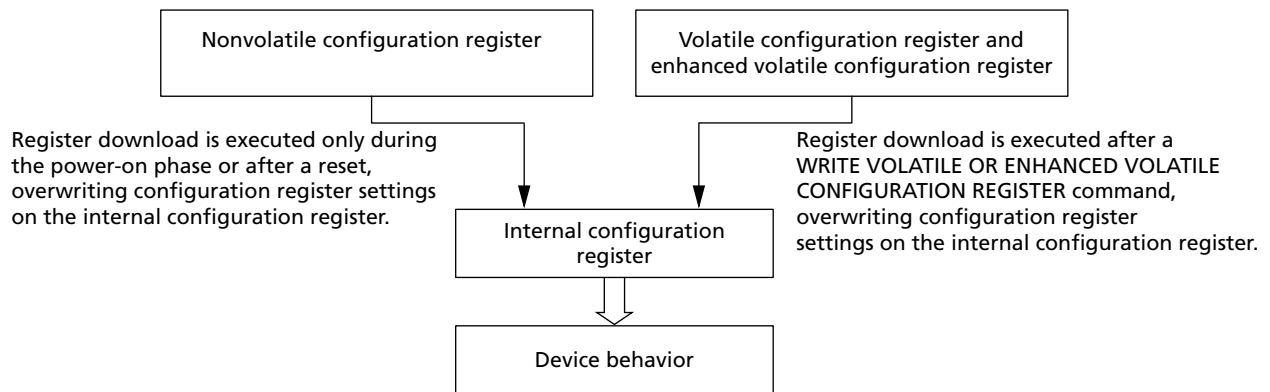 Nonvolatile configuration register
Volatile configuration register and
enhanced volatile configuration register
Register download is executed only during
the power-on phase or after a reset,
overwriting configuration register settings
on the internal configuration register.
Register download is executed after a
WRITE VOLATILE OR ENHANCED VOLATILE
CONFIGURATION REGISTER command,
overwriting configuration register
settings on the internal configuration register.
Internal configuration
register
Device behavior